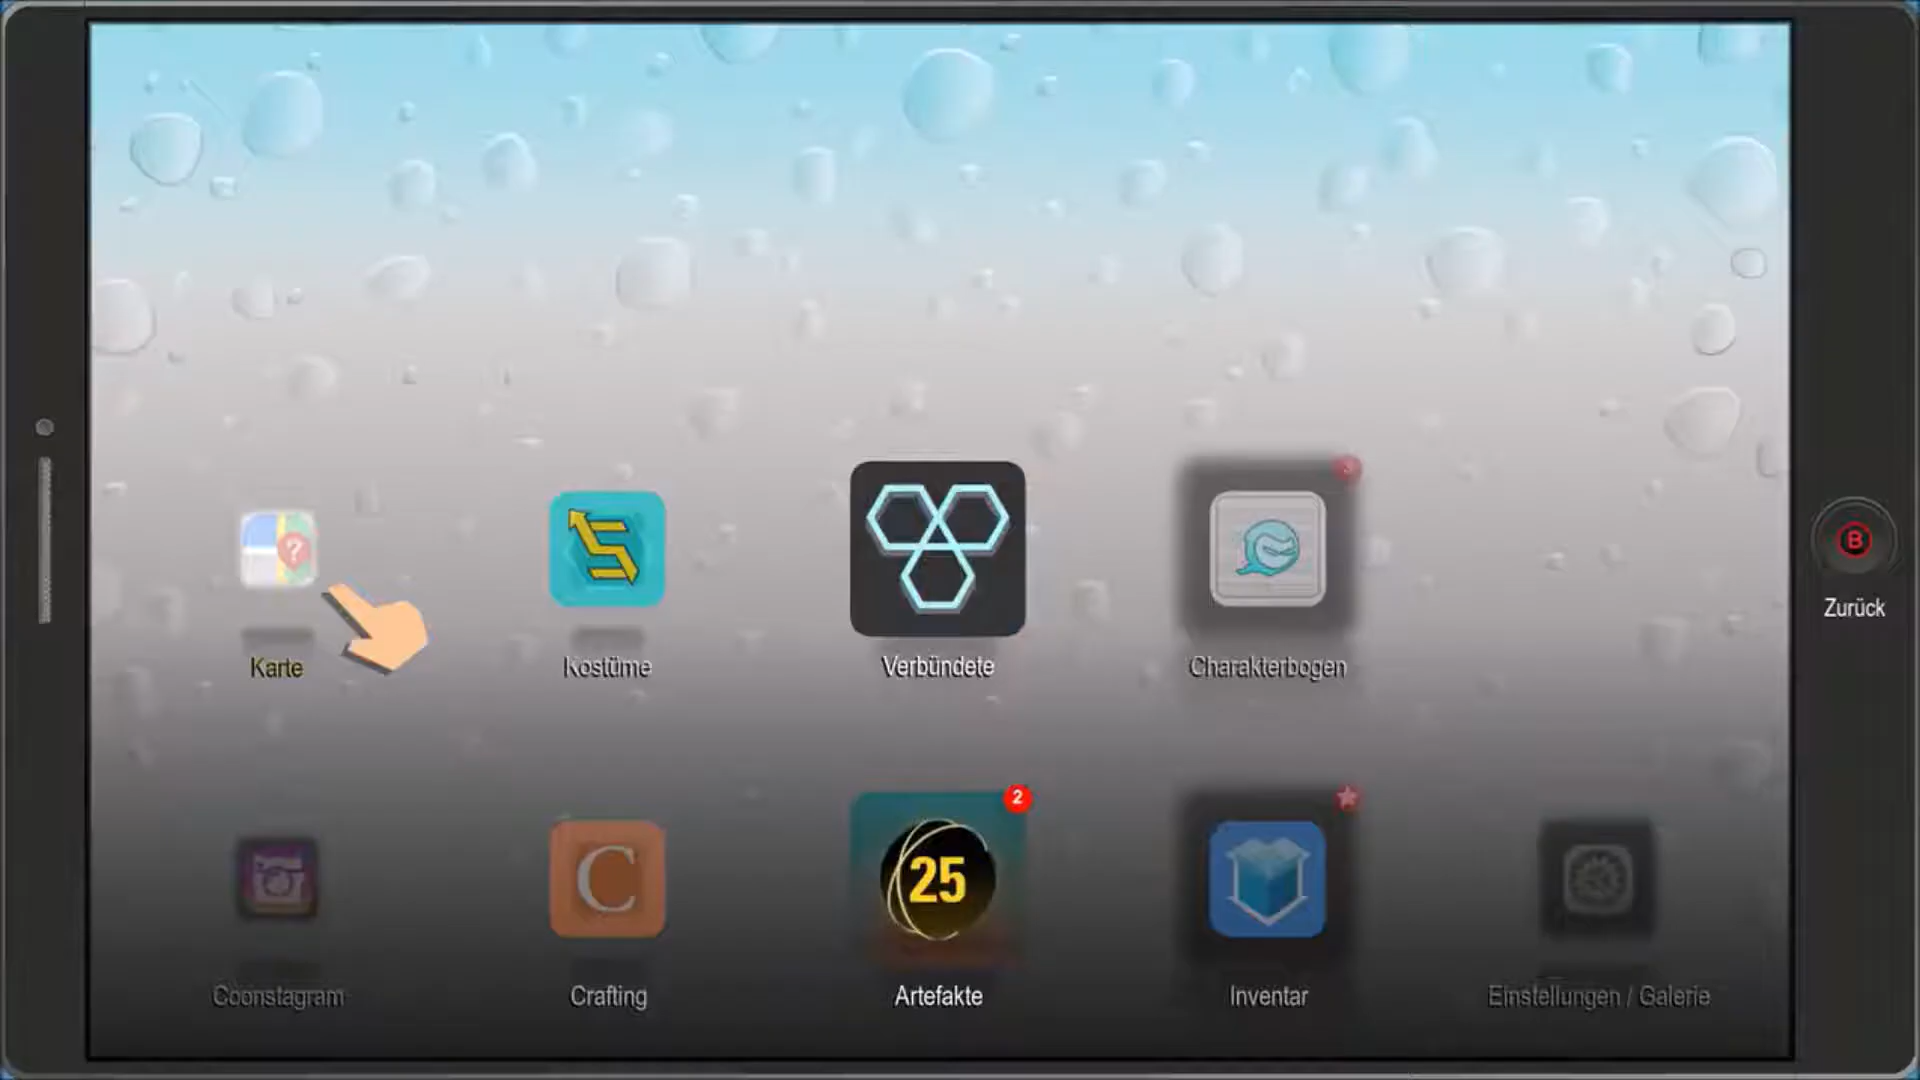 ?
Karte
Kostüme
Verbündete
Charakterbogen
B
Zurück
2
C
25
Coonstagram
Crafting
Artefakte
Inventar
Einstellungen / Galerie